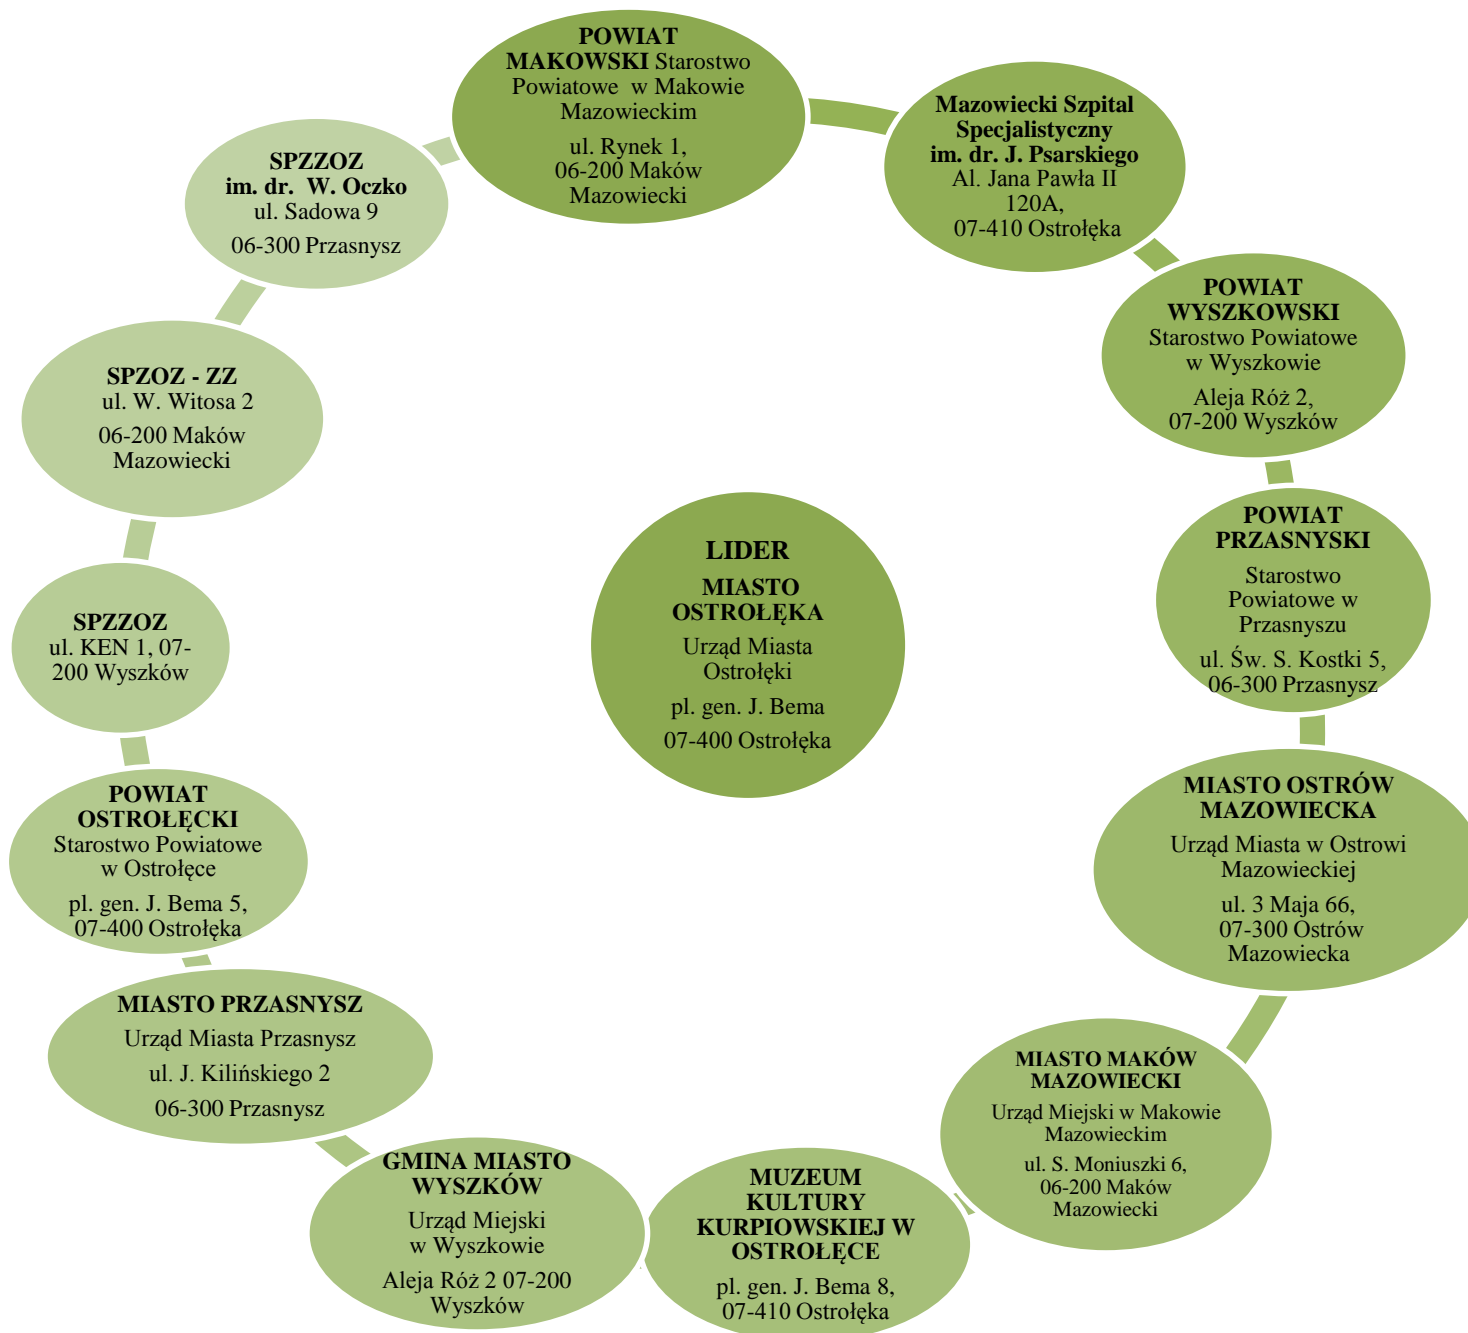 POWIAT
MAKOWSKI Starostwo
Powiatowe w Makowie
Mazowieckim
ul. Rynek 1,
06-200 Maków
Mazowiecki
Mazowiecki Szpital
Specjalistyczny
im. dr. J. Psarskiego
Al. Jana Pawła II
120A,
07-410 Ostrołęka
POWIAT
WYSZKOWSKI
Starostwo Powiatowe
w Wyszkowie
Aleja Róż 2,
07-200 Wyszków
POWIAT
PRZASNYSKI
Starostwo
Powiatowe w
Przasnyszu
ul. Św. S. Kostki 5,
06-300 Przasnysz
MIASTO OSTRÓW
MAZOWIECKA
Urząd Miasta w Ostrowi
Mazowieckiej
ul. 3 Maja 66,
07-300 Ostrów
Mazowiecka
MIASTO MAKÓW
MAZOWIECKI
Urząd Miejski w Makowie
Mazowieckim
ul. S. Moniuszki 6,
06-200 Maków
Mazowiecki
MUZEUM
KULTURY
KURPIOWSKIEJ W
OSTROŁĘCE
pl. gen. J. Bema 8,
07-410 Ostrołęka
GMINA MIASTO
WYSZKÓW
Urząd Miejski
w Wyszkowie
Aleja Róż 2 07-200
Wyszków
MIASTO PRZASNYSZ
Urząd Miasta Przasnysz
ul. J. Kilińskiego 2
06-300 Przasnysz
POWIAT
OSTROŁĘCKI
Starostwo Powiatowe
w Ostrołęce
pl. gen. J. Bema 5,
07-400 Ostrołęka
SPZZOZ
ul. KEN 1, 07-
200 Wyszków
SPZOZ - ZZ
ul. W. Witosa 2
06-200 Maków
Mazowiecki
SPZZOZ
im. dr. W. Oczko
ul. Sadowa 9
06-300 Przasnysz
LIDER
MIASTO
OSTROŁĘKA
Urząd Miasta
Ostrołęki
pl. gen. J. Bema
07-400 Ostrołęka